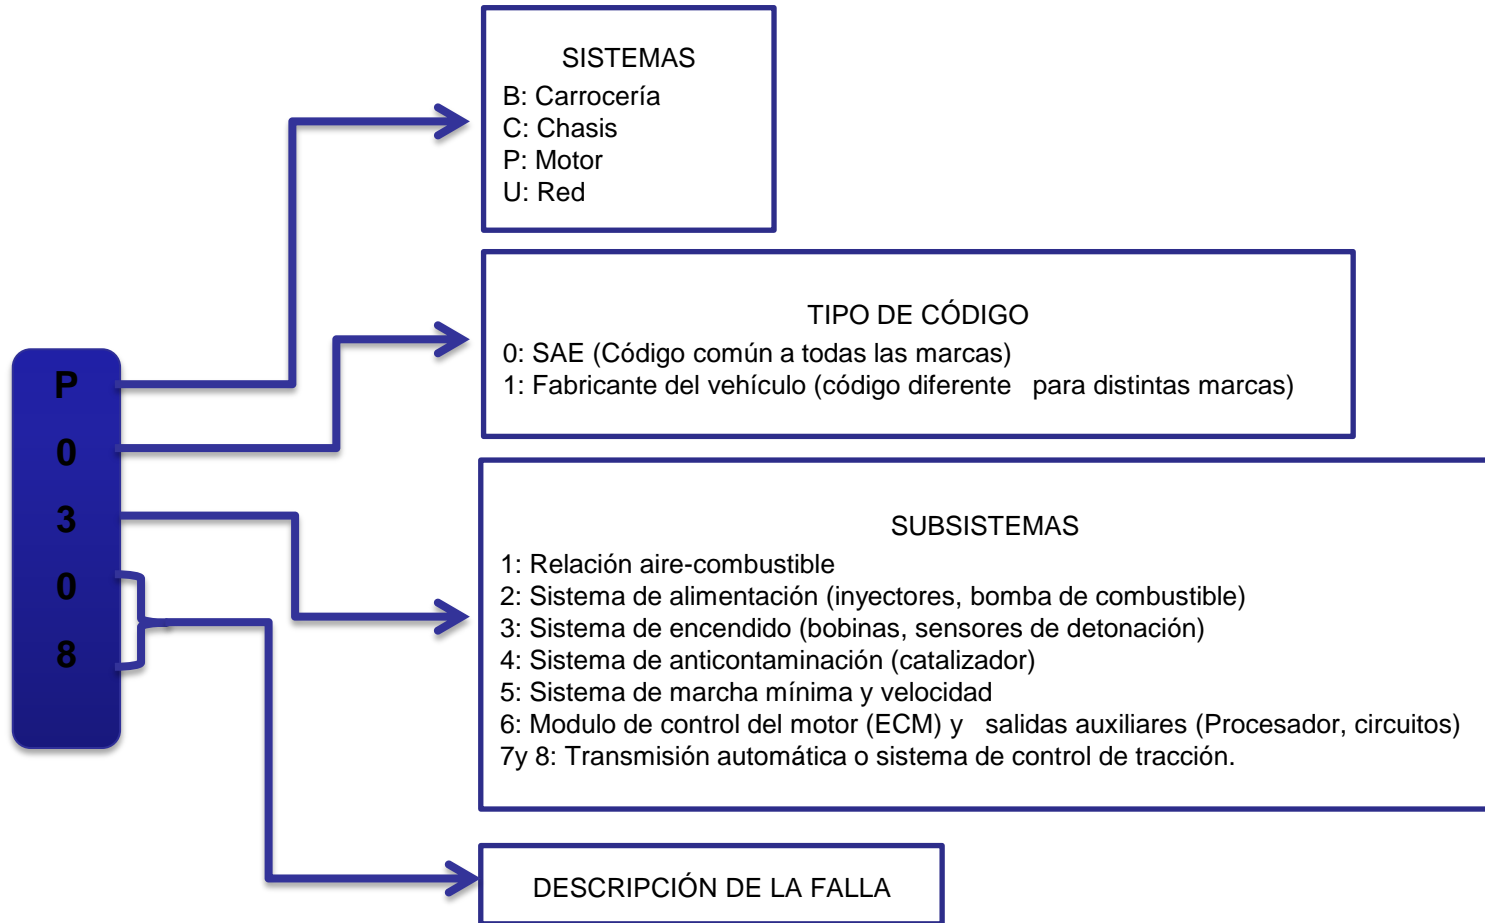 SISTEMAS
B: Carrocería
C: Chasis
P: Motor
U: Red
TIPO DE CÓDIGO
0: SAE (Código común a todas las marcas)
1: Fabricante del vehículo (código diferente   para distintas marcas)
P
0
3
0
8
SUBSISTEMAS
1: Relación aire-combustible
2: Sistema de alimentación (inyectores, bomba de combustible)
3: Sistema de encendido (bobinas, sensores de detonación)
4: Sistema de anticontaminación (catalizador)
5: Sistema de marcha mínima y velocidad
6: Modulo de control del motor (ECM) y   salidas auxiliares (Procesador, circuitos)
7y 8: Transmisión automática o sistema de control de tracción.
DESCRIPCIÓN DE LA FALLA